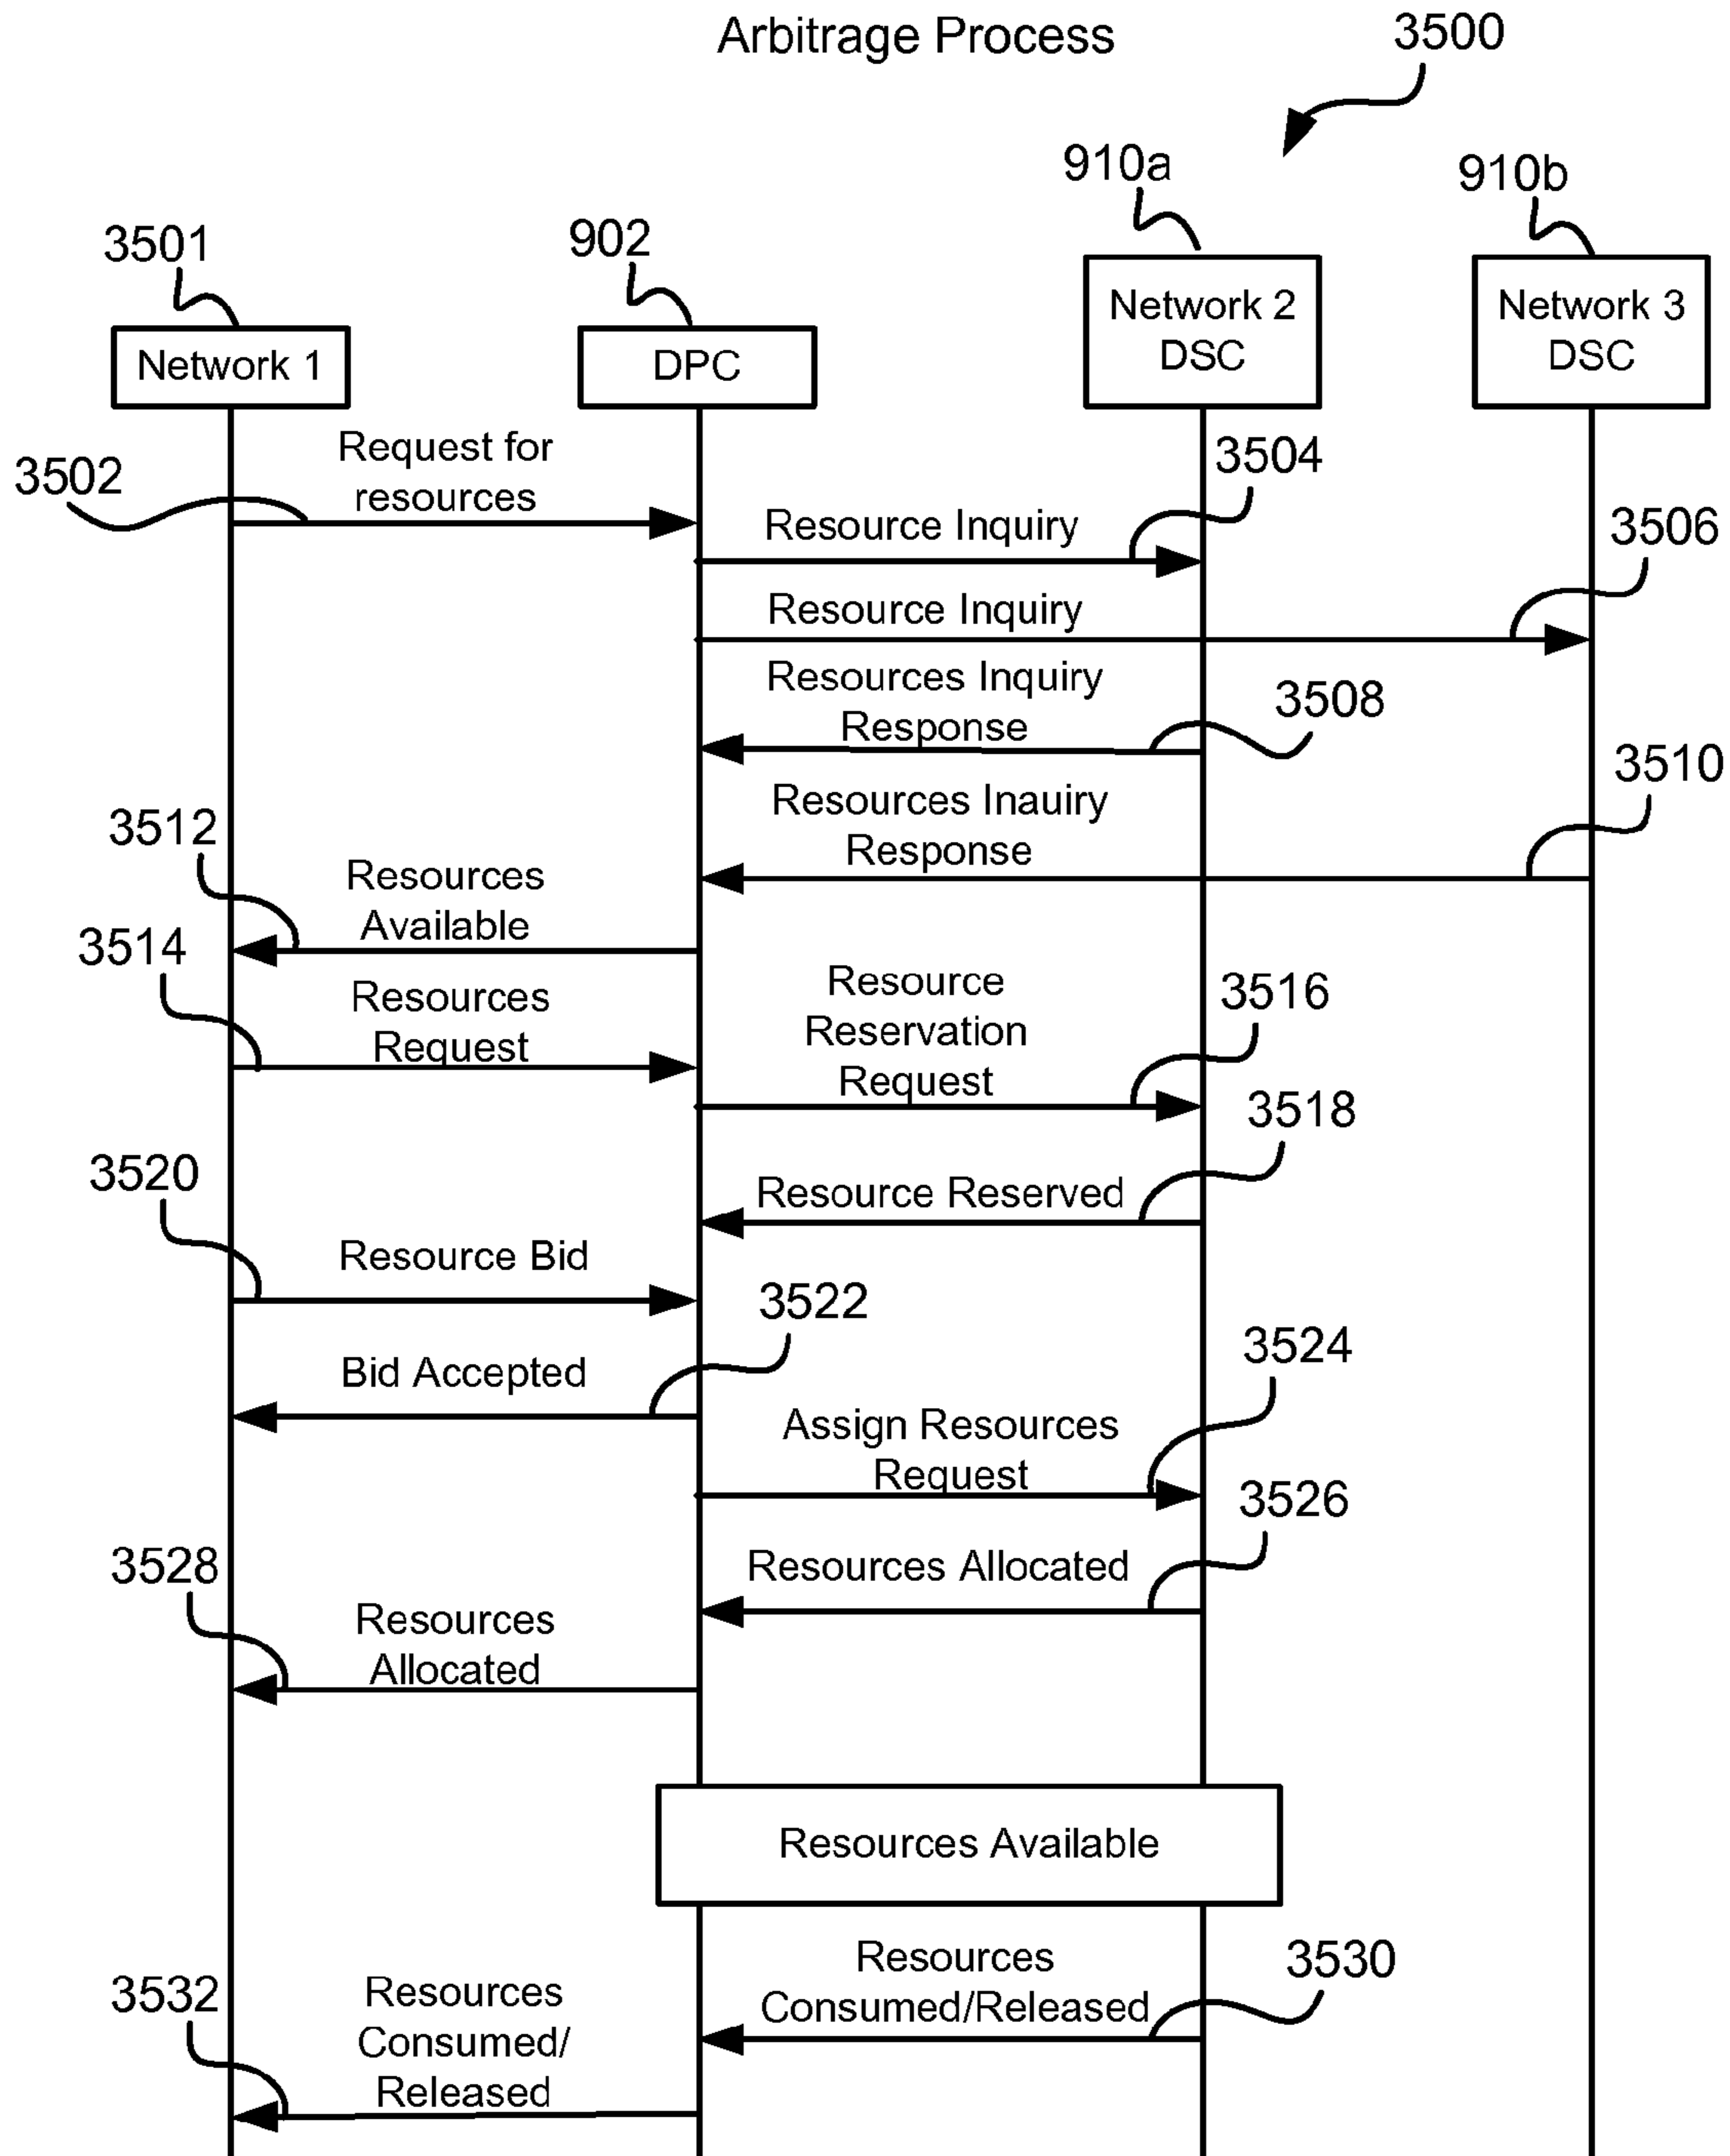 Arbitrage Process
3500
910a
910b
3501
902
Network 1
DPC
Network 2
DSC
Network 3
DSC
Request for
resources
3502
3504
Resource Inquiry
3506
Resource Inquiry
Resources Inquiry
Response
3508
3510
Resources Inauiry
Response
3512
Resources
Available
3514
Resources
Request
Resource
Reservation
Request
3516
3518
Resource Reserved
3520
Resource Bid
3522
Bid Accepted
3524
Assign Resources
Request
3526
Resources Allocated
3528
Resources
Allocated
Resources Available
Resources
Consumed/Released
3530
3532
Resources
Consumed/
Released